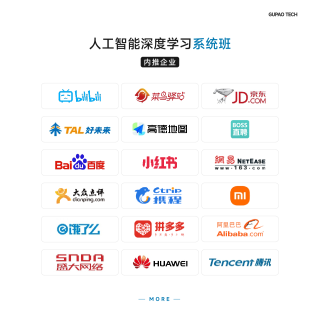 GUPAO TECH
人工智能深度学习系统班
内推企业
bilibili
菜鸟驿站
京东
JD.COM
TAL 好未来
高德地图
BOSS
直聘
Bai 百度
小红书
網易 NETEASE
www.163.com
大众点评
dianping.com
Ctrip
携程
mi
饿了么
拼多多
阿里巴巴
Alibaba.com
SNDA
盛大网络
HUAWEI
Tencent 腾讯
— MORE —